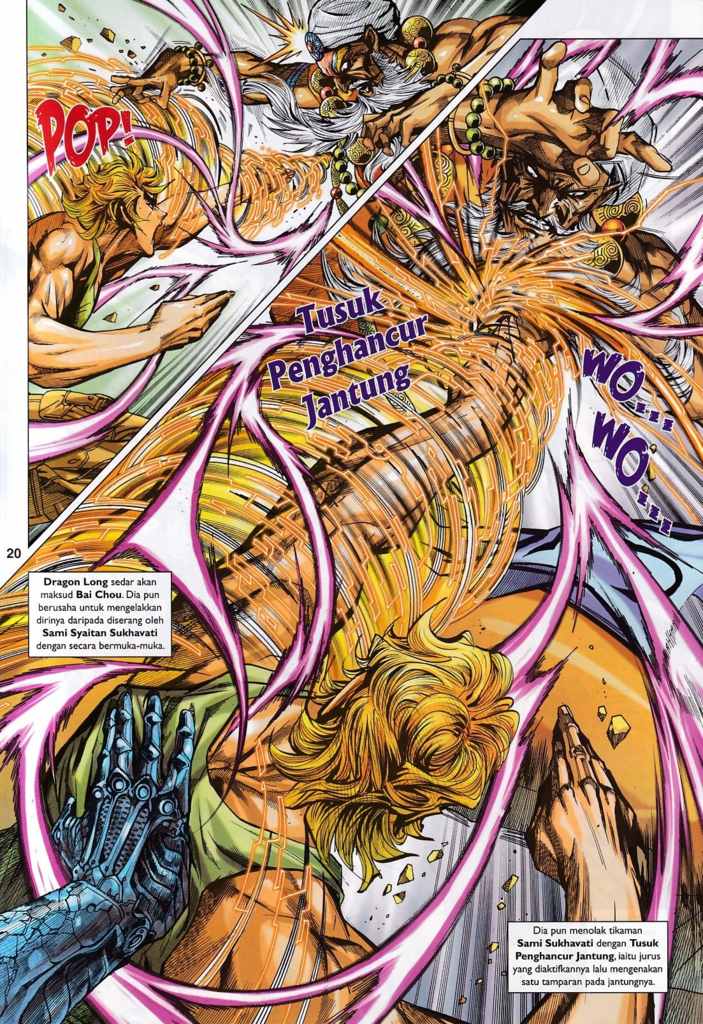 POP!
Tusuk
Penghancur
Jantung
WO...
WO...
20
Dragon Long sedar akan
maksud Bai Chou. Dia pun
berusaha untuk mengelakkan
dirinya daripada diserang oleh
Sami Syaitan Sukhavati
dengan secara bermuka-muka.
Dia pun menolak tikaman
Sami Sukhavati dengan Tusuk
Penghancur Jantung, iaitu jurus
yang diaktifkannya lalu mengenakan
satu tamparan pada jantungnya.